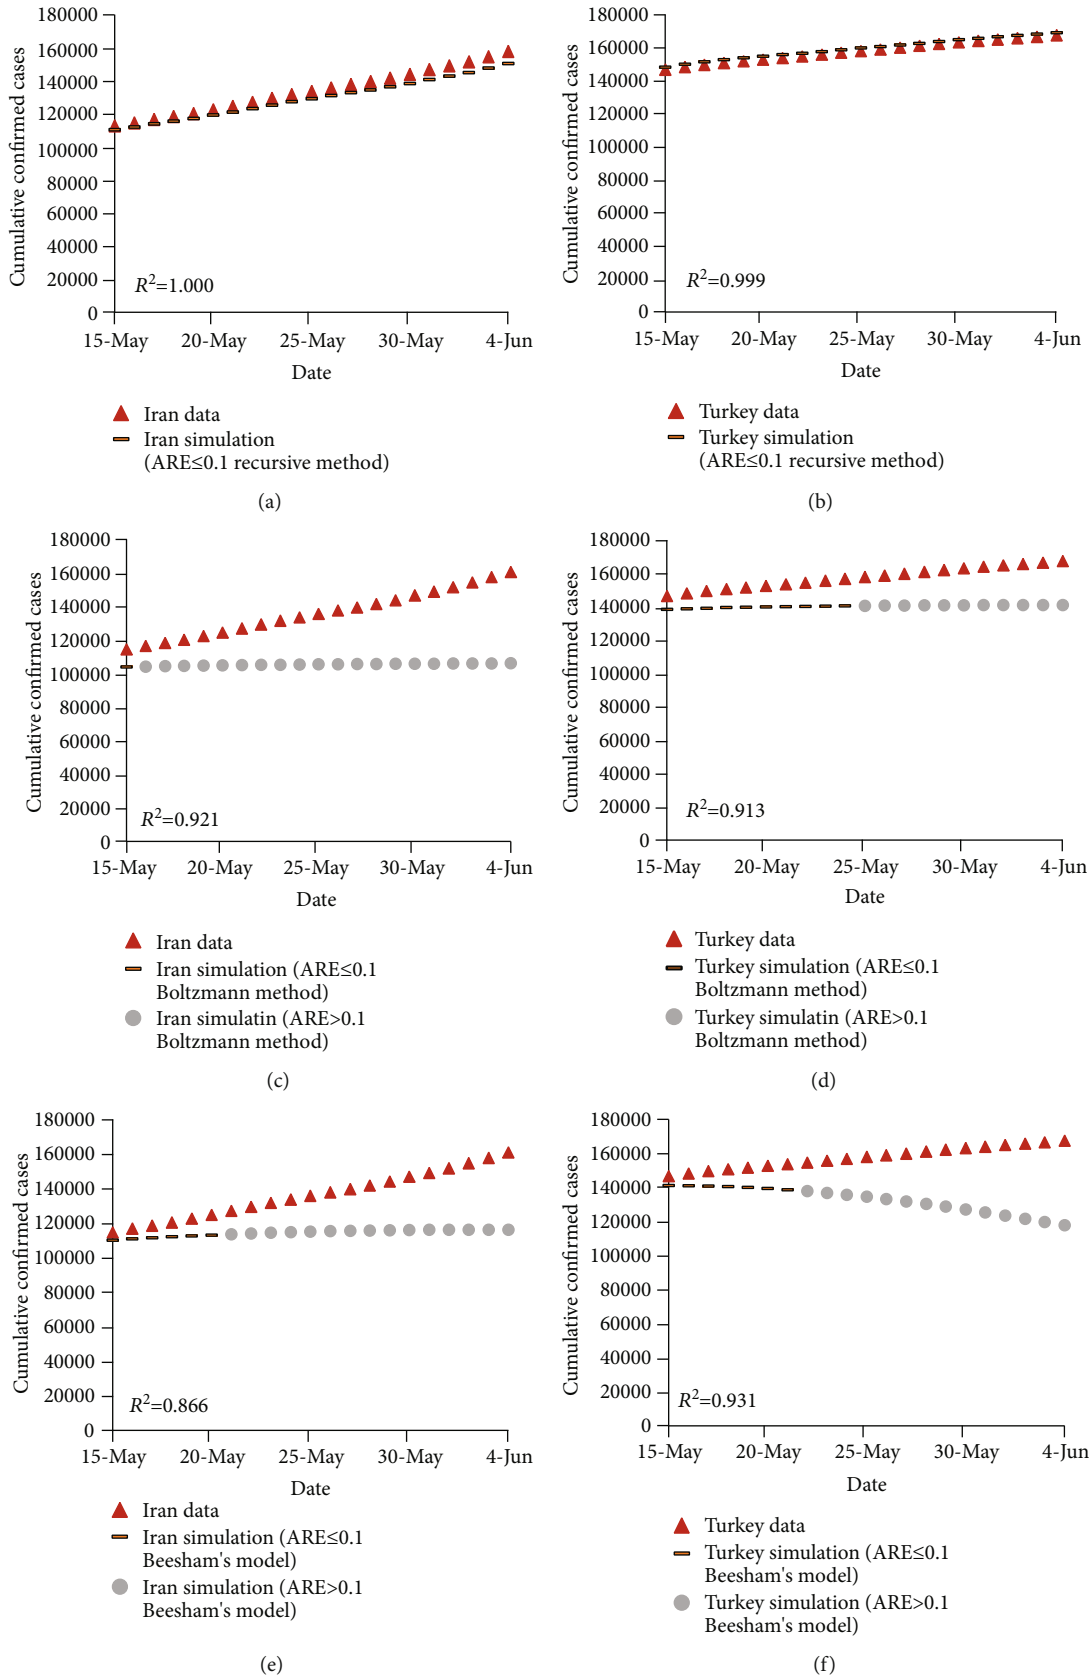 180000
160000
140000
120000
100000
80000
60000
40000
20000
0
Cumulative confirmed cases
R²=1.000
15-May 20-May 25-May 30-May 4-Jun
Date
Iran data
Iran simulation
(ARE≤0.1 recursive method)
(a)
180000
160000
140000
120000
100000
80000
60000
40000
20000
0
Cumulative confirmed cases
R²=0.999
15-May 20-May 25-May 30-May 4-Jun
Date
Turkey data
Turkey simulation
(ARE≤0.1 recursive method)
(b)
180000
160000
140000
120000
100000
80000
60000
40000
20000
0
Cumulative confirmed cases
R²=0.921
15-May 20-May 25-May 30-May 4-Jun
Date
Iran data
Iran simulation (ARE≤0.1
Boltzmann method)
Iran simulatin (ARE>0.1
Boltzmann method)
(c)
180000
160000
140000
120000
100000
80000
60000
40000
20000
0
Cumulative confirmed cases
R²=0.913
15-May 20-May 25-May 30-May 4-Jun
Date
Turkey data
Turkey simulation (ARE≤0.1
Boltzmann method)
Turkey simulatin (ARE>0.1
Boltzmann method)
(d)
180000
160000
140000
120000
100000
80000
60000
40000
20000
0
Cumulative confirmed cases
R²=0.866
15-May 20-May 25-May 30-May 4-Jun
Date
Iran data
Iran simulation (ARE≤0.1
Beesham's model)
Iran simulation (ARE>0.1
Beesham's model)
(e)
180000
160000
140000
120000
100000
80000
60000
40000
20000
0
Cumulative confirmed cases
R²=0.931
15-May 20-May 25-May 30-May 4-Jun
Date
Turkey data
Turkey simulation (ARE≤0.1
Beesham's model)
Turkey simulation (ARE>0.1
Beesham's model)
(f)